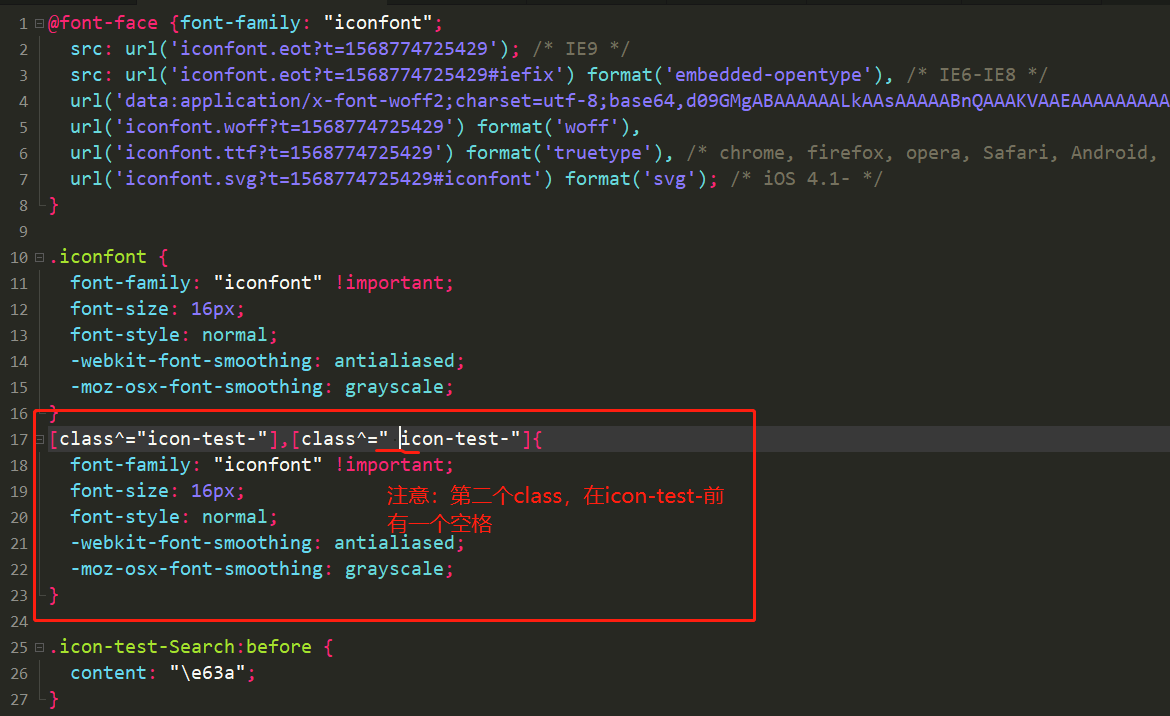 1 @font-face {font-family: "iconfont";
2 src: url('iconfont.eot?t=1568774725429'); /* IE9 */
3 src: url('iconfont.eot?t=1568774725429#iefix') format('embedded-opentype'), /* IE6-IE8 */
4 url('data:application/x-font-woff2;charset=utf-8;base64,d09GMgABAAAAAALkAAsAAAAABnQAAAKVAAEAAAAAAAAA
5 url('iconfont.woff?t=1568774725429') format('woff'),
6 url('iconfont.ttf?t=1568774725429') format('truetype'), /* chrome, firefox, opera, Safari, Android,
7 url('iconfont.svg?t=1568774725429#iconfont') format('svg'); /* iOS 4.1- */
8 }
9
10 .iconfont {
11 font-family: "iconfont" !important;
12 font-size: 16px;
13 font-style: normal;
14 -webkit-font-smoothing: antialiased;
15 -moz-osx-font-smoothing: grayscale;
16 }
17 [class^="icon-test-"],[class^=" icon-test-"]{
18 font-family: "iconfont" !important;
19 font-size: 16px;
注意：第二个class，在icon-test-前
20 font-style: normal;
有一个空格
21 -webkit-font-smoothing: antialiased;
22 -moz-osx-font-smoothing: grayscale;
23 }
24
25 .icon-test-Search:before {
26 content: "\e63a";
27 }